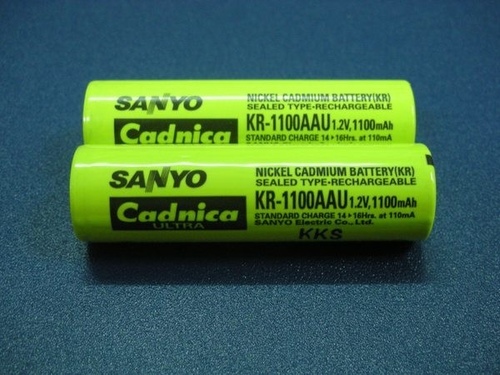 SANYO
Cadnica
NICKEL CADMIUM BATTERY(KR)
SEALED TYPE·RECHARGEABLE
KR-1100AAU 1.2V, 1100mAh
STANDARD CHARGE 14▸16Hrs. at 110mA
SANYO
Cadnica
ULTRA
NICKEL CADMIUM BATTERY(KR)
SEALED TYPE·RECHARGEABLE
KR-1100AAU 1.2V, 1100mAh
STANDARD CHARGE 14▸16Hrs. at 110mA
SANYO Electric Co., Ltd.
KKS